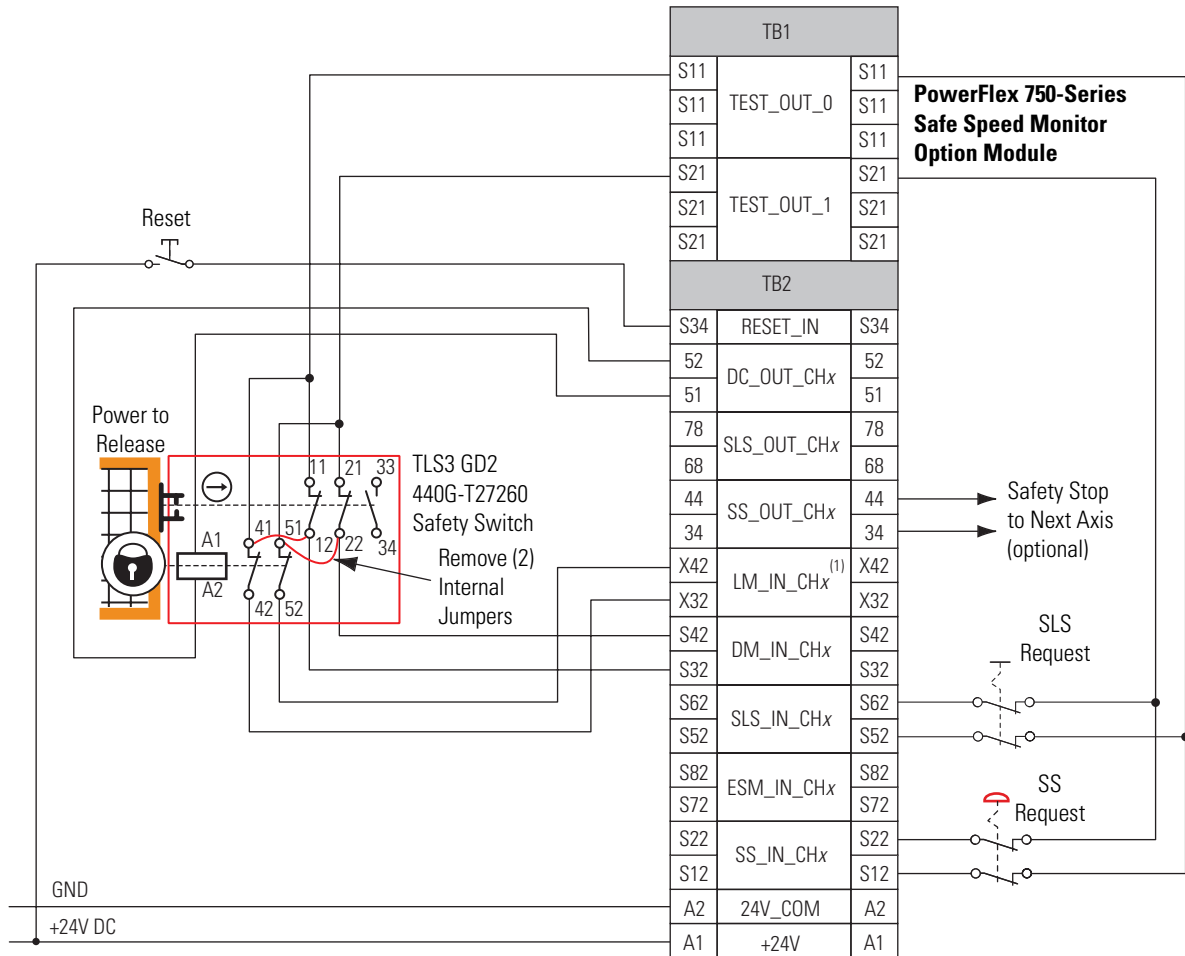 TB1
S11 TEST_OUT_0 S11
S11 S11
S11 S11
S21 TEST_OUT_1 S21
S21 S21
S21 S21
PowerFlex 750-Series
Safe Speed Monitor
Option Module
Reset
TB2
S34 RESET_IN S34
52 DC_OUT_CHx 52
51 51
78 SLS_OUT_CHx 78
68 68
44 SS_OUT_CHx 44
34 34
X42 LM_IN_CHx(1) X42
X32 X32
S42 DM_IN_CHx S42
S32 S32
S62 SLS_IN_CHx S62
S52 S52
S82 ESM_IN_CHx S82
S72 S72
S22 SS_IN_CHx S22
S12 S12
A2 24V_COM A2
A1 +24V A1
Power to
Release
11 21 33
41 51 12 22 34
A1
A2
42 52
TLS3 GD2
440G-T27260
Safety Switch
Remove (2)
Internal
Jumpers
Safety Stop
to Next Axis
(optional)
SLS
Request
SS
Request
GND
+24V DC